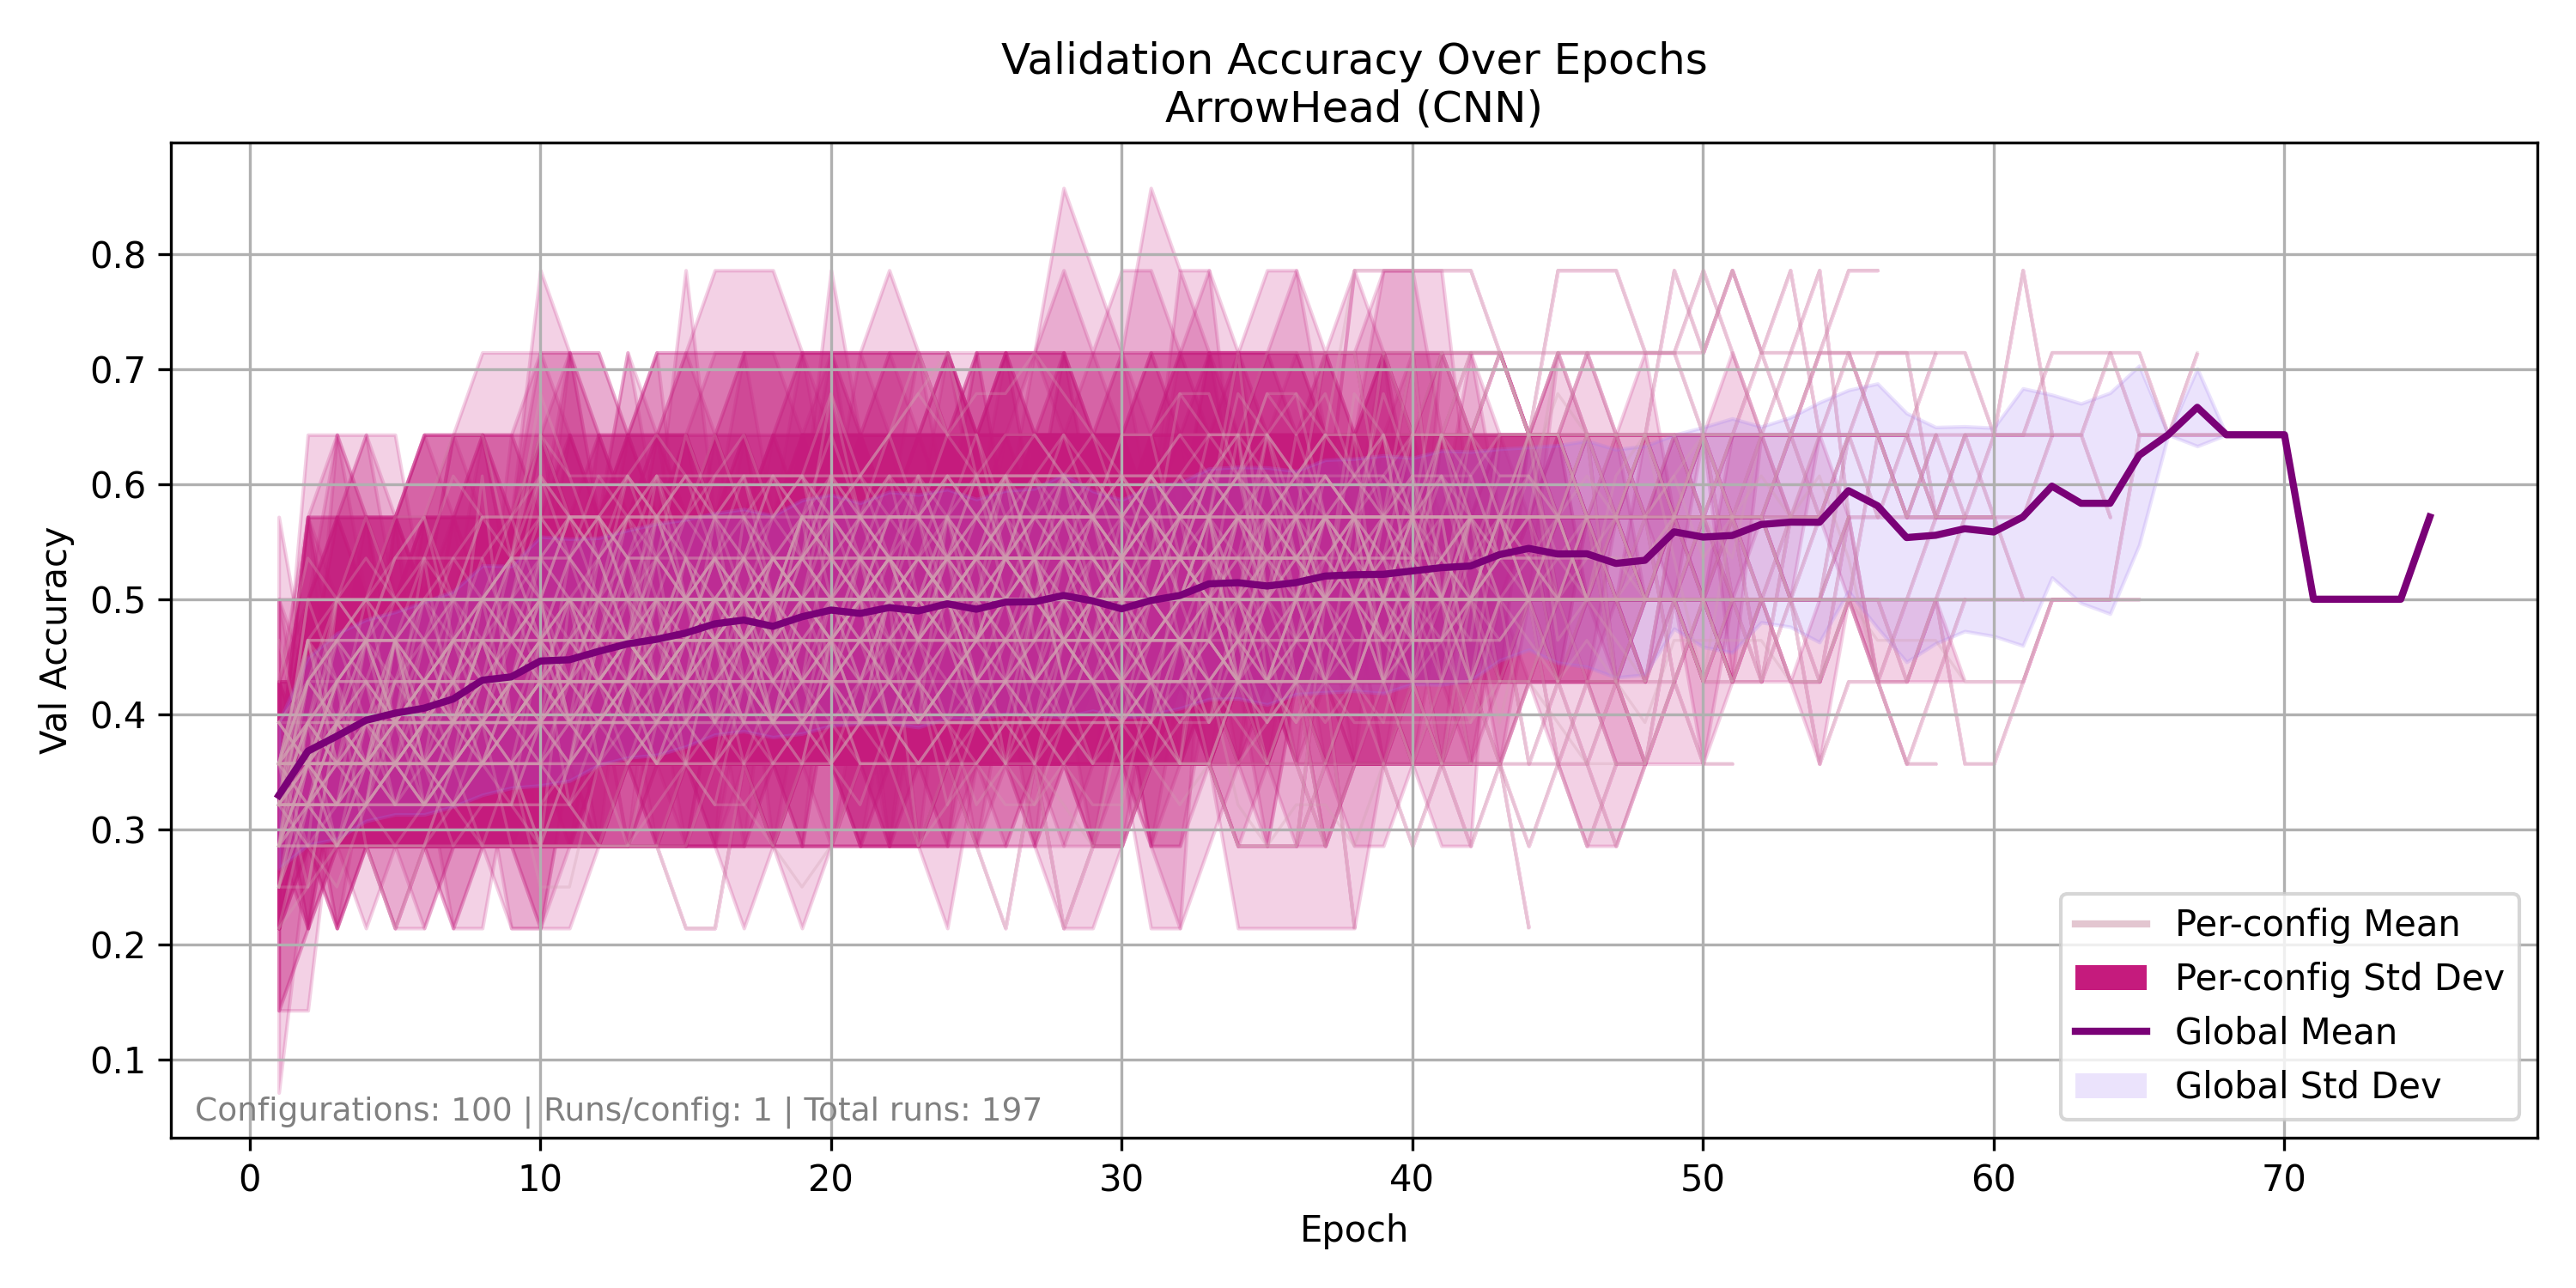 Validation Accuracy Over Epochs
ArrowHead (CNN)
Val Accuracy
0.8
0.7
0.6
0.5
0.4
0.3
0.2
0.1
Configurations: 100 | Runs/config: 1 | Total runs: 197
Per-config Mean
Per-config Std Dev
Global Mean
Global Std Dev
0 10 20 30 40 50 60 70
Epoch